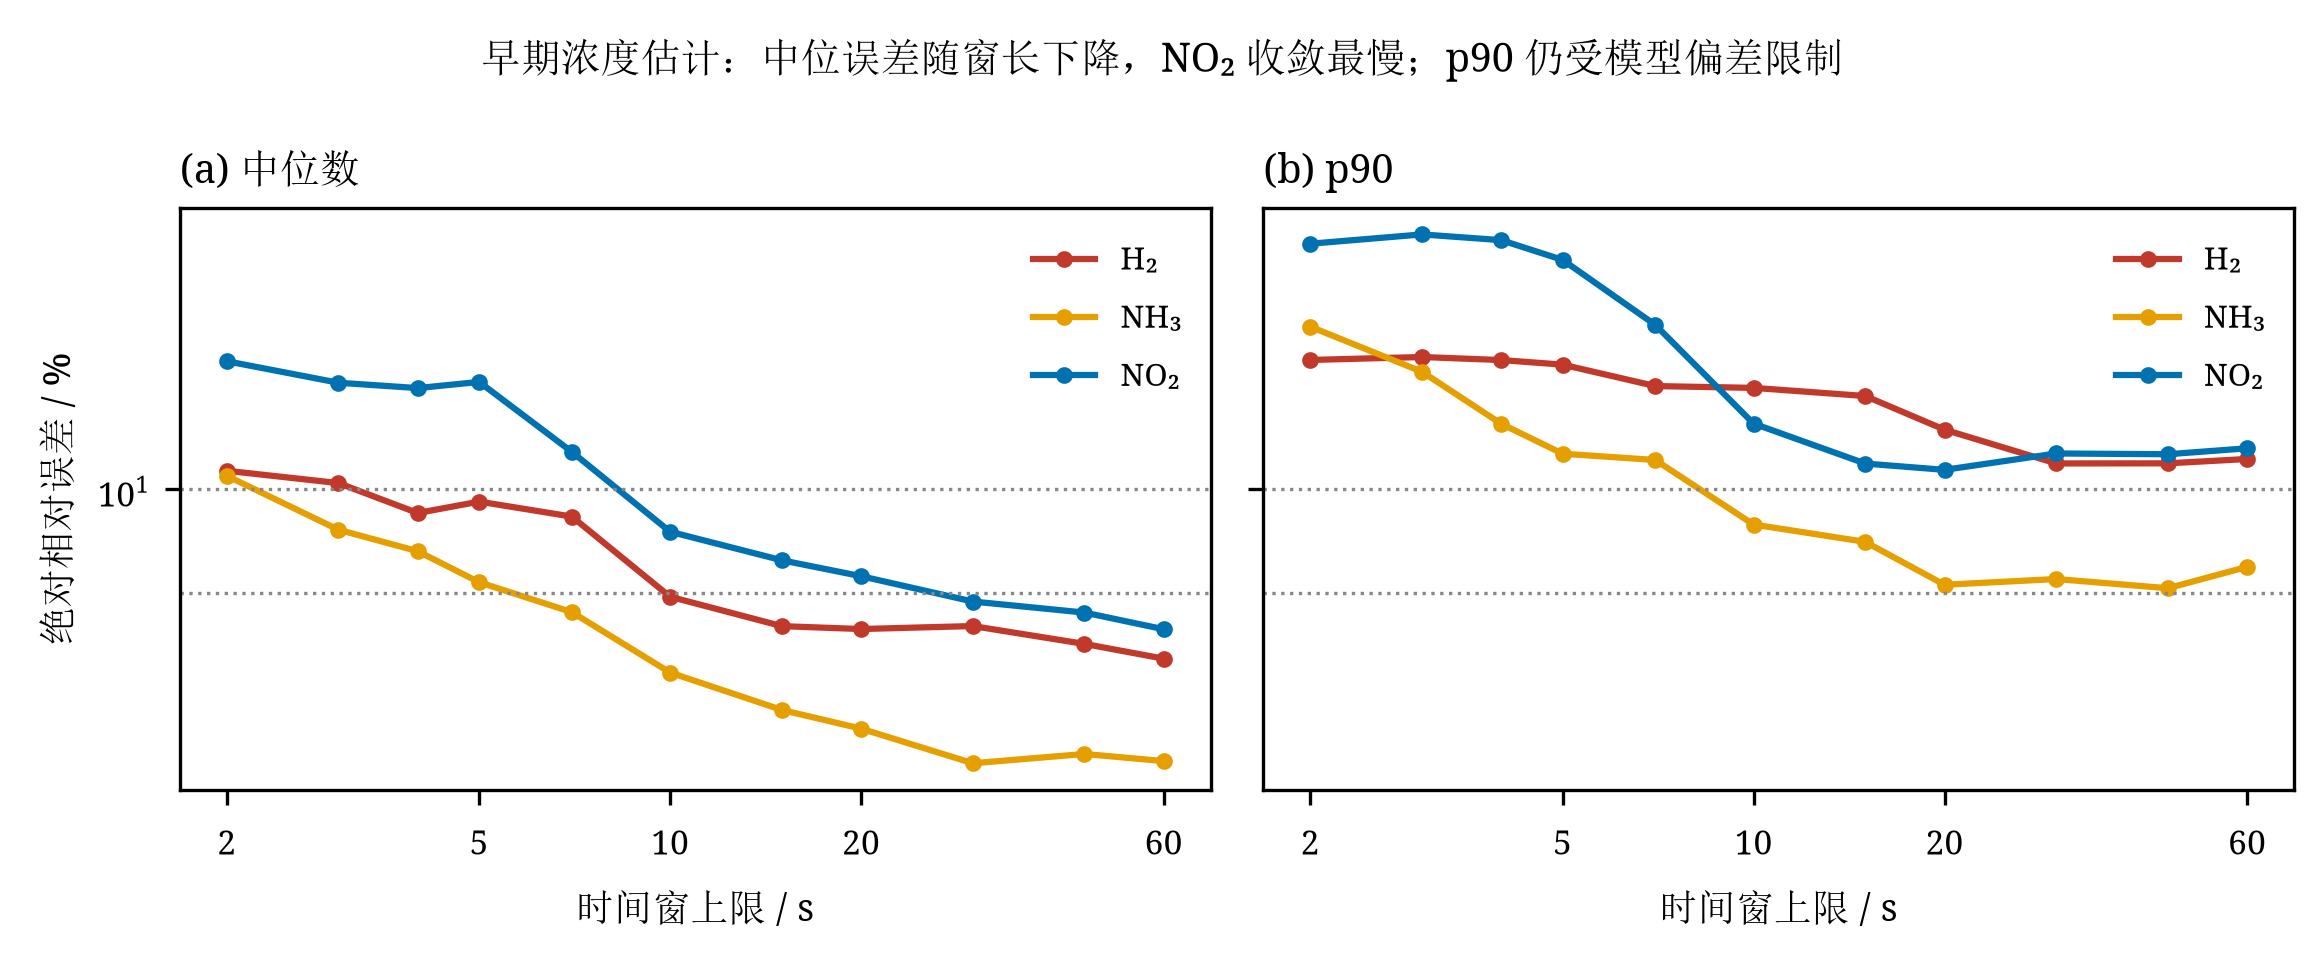 早期浓度估计：中位误差随窗长下降，NO₂ 收敛最慢；p90 仍受模型偏差限制
(a) 中位数
绝对相对误差 / %
10¹
H₂
NH₃
NO₂
2 5 10 20 60
时间窗上限 / s
(b) p90
H₂
NH₃
NO₂
2 5 10 20 60
时间窗上限 / s